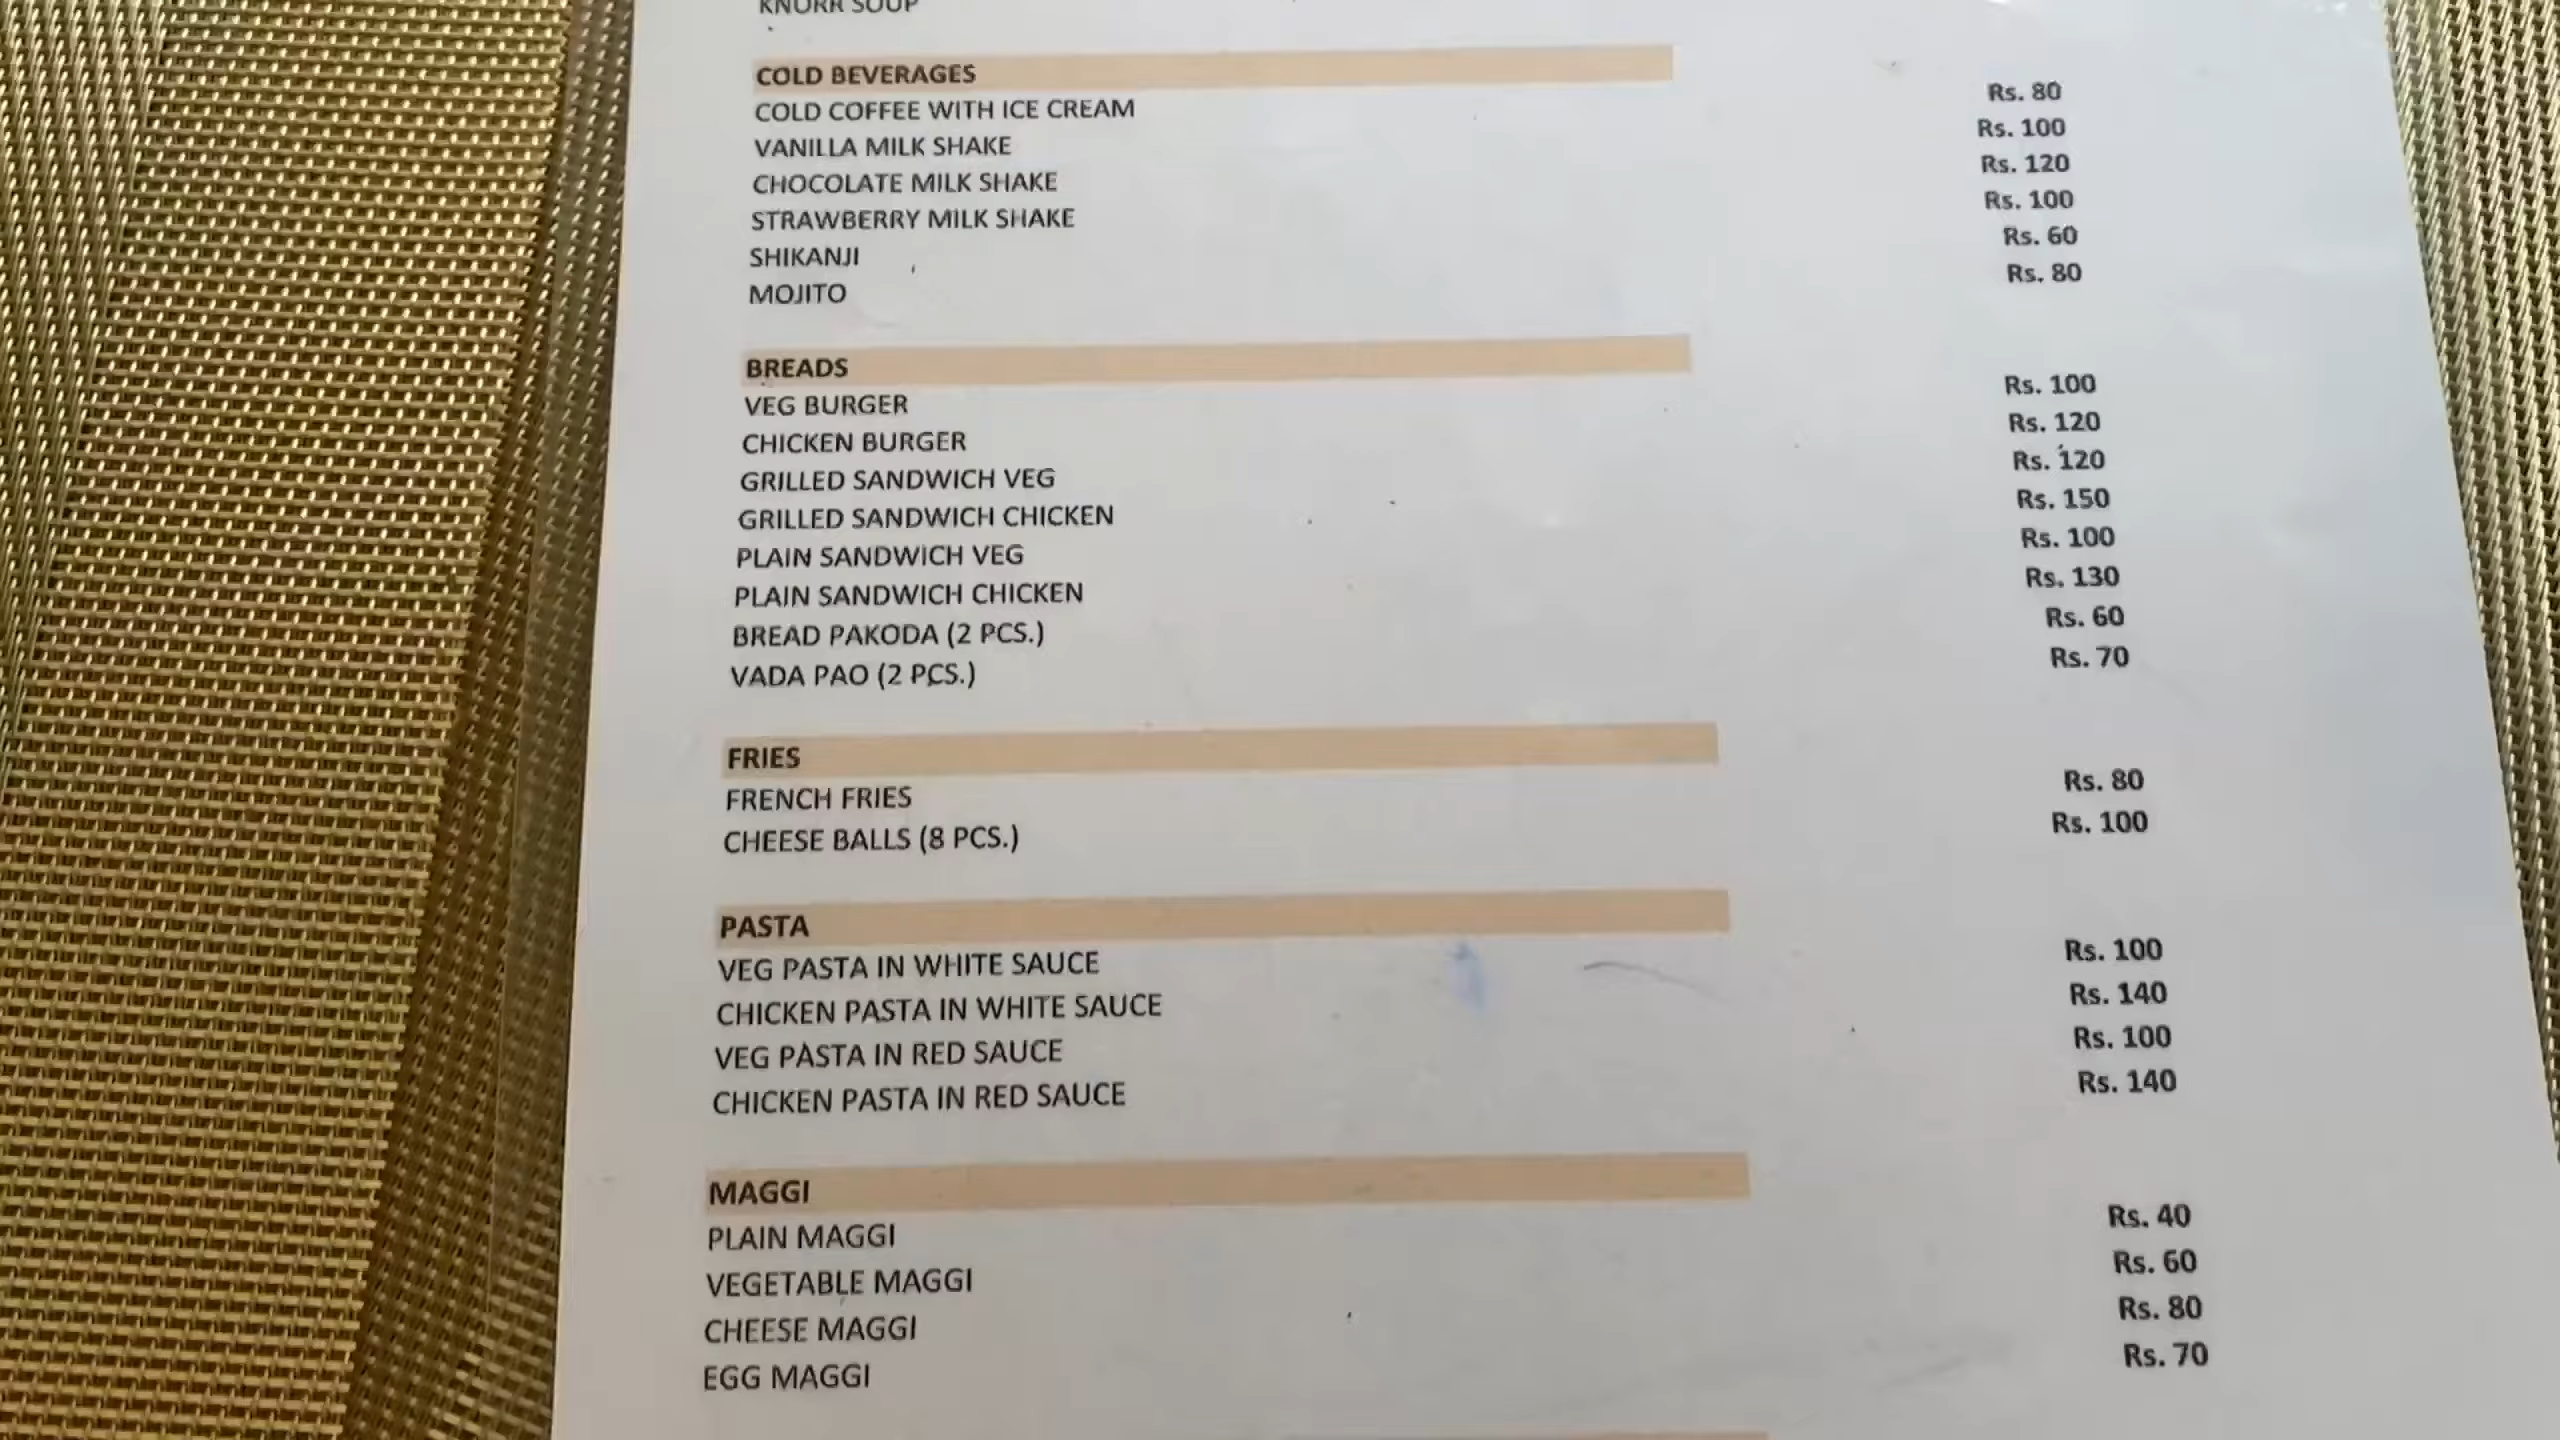 KNORR SOUP
COLD BEVERAGES
COLD COFFEE WITH ICE CREAM Rs. 80
VANILLA MILK SHAKE Rs. 100
CHOCOLATE MILK SHAKE Rs. 120
STRAWBERRY MILK SHAKE Rs. 100
SHIKANJI Rs. 60
MOJITO Rs. 80
BREADS
VEG BURGER Rs. 100
CHICKEN BURGER Rs. 120
GRILLED SANDWICH VEG Rs. 120
GRILLED SANDWICH CHICKEN Rs. 150
PLAIN SANDWICH VEG Rs. 100
PLAIN SANDWICH CHICKEN Rs. 130
BREAD PAKODA (2 PCS.) Rs. 60
VADA PAO (2 PCS.) Rs. 70
FRIES
FRENCH FRIES Rs. 80
CHEESE BALLS (8 PCS.) Rs. 100
PASTA
VEG PASTA IN WHITE SAUCE Rs. 100
CHICKEN PASTA IN WHITE SAUCE Rs. 140
VEG PASTA IN RED SAUCE Rs. 100
CHICKEN PASTA IN RED SAUCE Rs. 140
MAGGI
PLAIN MAGGI Rs. 40
VEGETABLE MAGGI Rs. 60
CHEESE MAGGI Rs. 80
EGG MAGGI Rs. 70